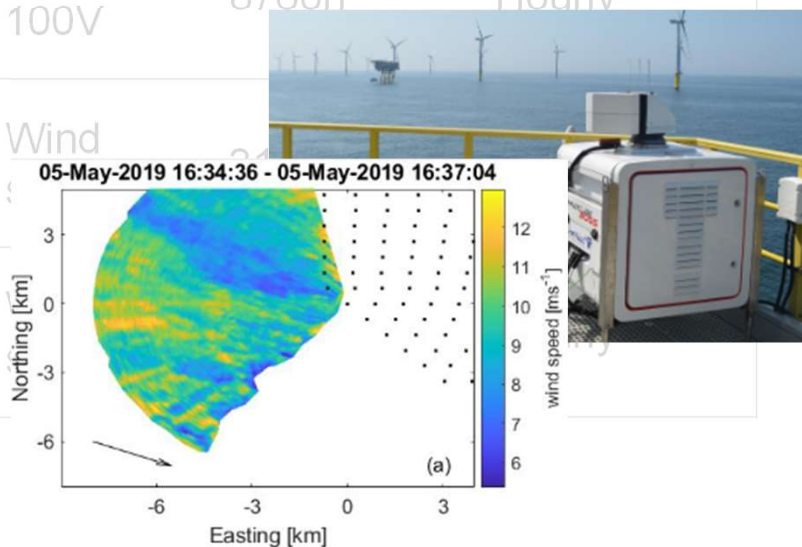 100V
Hourly
Wind
05-May-2019 16:34:36 - 05-May-2019 16:37:04
Northing [km]
3
0
-3
-6
(a)
-6
-3
0
3
Easting [km]
12
11
10
9
8
7
6
wind speed [ms⁻¹]